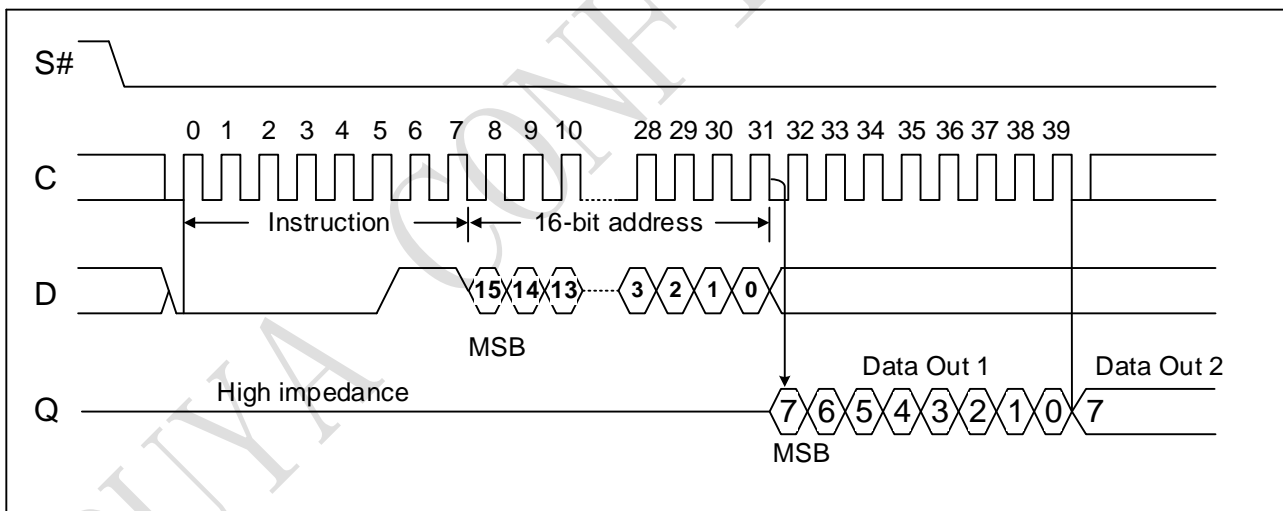 S#
0 1 2 3 4 5 6 7 8 9 10 28 29 30 31 32 33 34 35 36 37 38 39
C
Instruction 16-bit address
D 15 14 13 3 2 1 0
MSB
Data Out 1 Data Out 2
High impedance
Q 7 6 5 4 3 2 1 0 7
MSB
PUYA CONF